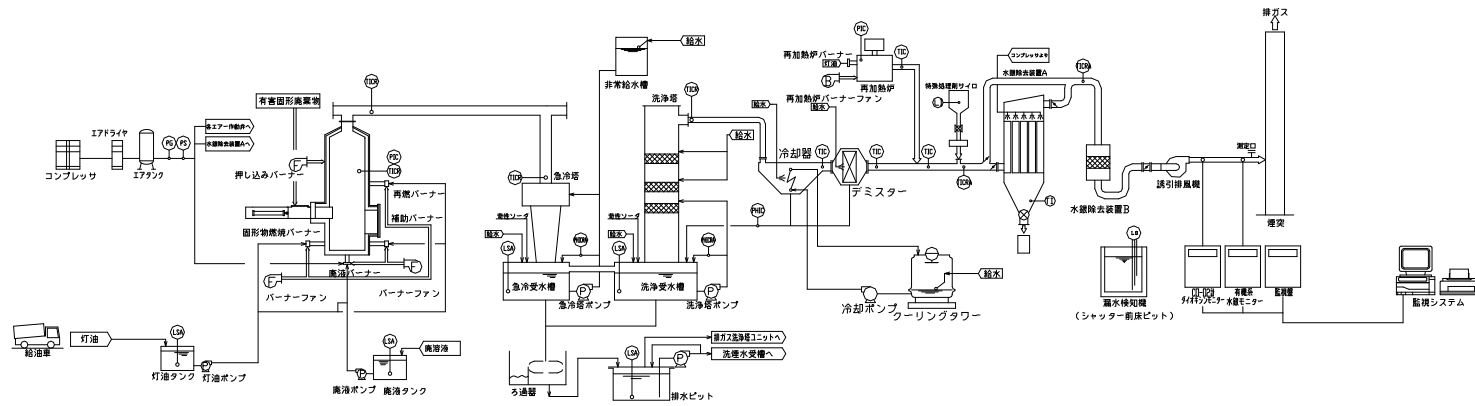 排ガス
給水
PIC
再加熱炉バーナー
TIC
コンプレッサより
灯油
水銀除去装置A
TICRA
TICR
非常給水槽
再加熱炉
有害固形廃棄物
洗浄塔
TICR
再加熱炉バーナーファン
特殊処理剤サイロ
給水
各エアー作動弁へ
エアドライヤ
PG
PS
水銀除去装置Aへ
給水
測定口
冷却器
TIC
TIC
TIC
コンプレッサ
エアタンク
PIC
TICR
押し込みバーナー
急冷塔
TICR
デミスター
TICRA
誘引排風機
再燃バーナー
TI
水銀除去装置B
補助バーナー
苛性ソーダ
苛性ソーダ
PHIC
煙突
固形物燃焼バーナー
給水
給水
LSA
LSA
廃液バーナー
給水
急冷受水槽
洗浄受水槽
P
P
バーナーファン
バーナーファン
急冷塔ポンプ
洗浄塔ポンプ
冷却ポンプ
クーリングタワー
漏水検知機
(シャッター前床ピット)
CO-O2計
ダイオキシンモニター
有機系
水銀モニター
監視盤
監視システム
給油車
灯油
LSA
灯油タンク
灯油ポンプ
LSA
廃溶液
廃液ポンプ
廃液タンク
ろ過器
LSA
P
排ガス洗浄塔ユニットへ
洗煙水受槽へ
排水ピット